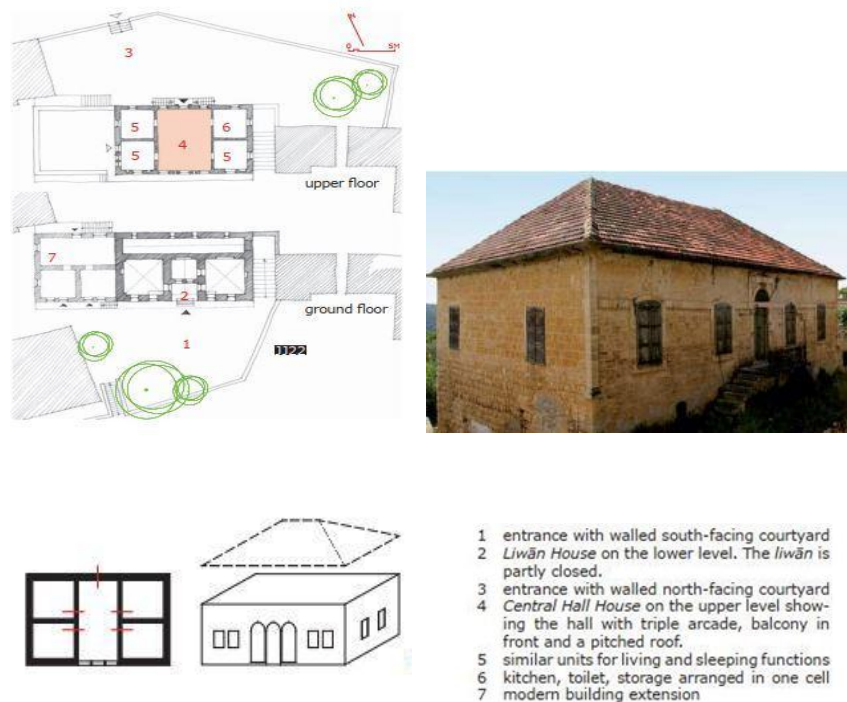 3
N
0 5M
5
4
6
5
5
upper floor
7
2
ground floor
1
1122
1 entrance with walled south-facing courtyard
2 Liwān House on the lower level. The liwān is
partly closed.
3 entrance with walled north-facing courtyard
4 Central Hall House on the upper level show-
ing the hall with triple arcade, balcony in
front and a pitched roof.
5 similar units for living and sleeping functions
6 kitchen, toilet, storage arranged in one cell
7 modern building extension